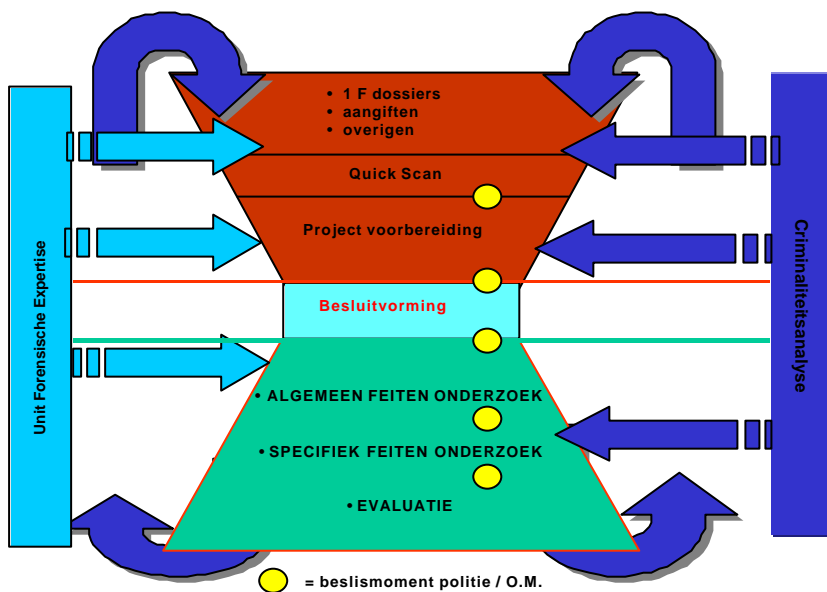 • 1 F dossiers
• aangiften
• overigen
Quick Scan
Project voorbereiding
Besluitvorming
• ALGEMEEN FEITEN ONDERZOEK
• SPECIFIEK FEITEN ONDERZOEK
• EVALUATIE
Unit Forensische Expertise
Criminaliteitsanalyse
= beslismoment politie / O.M.